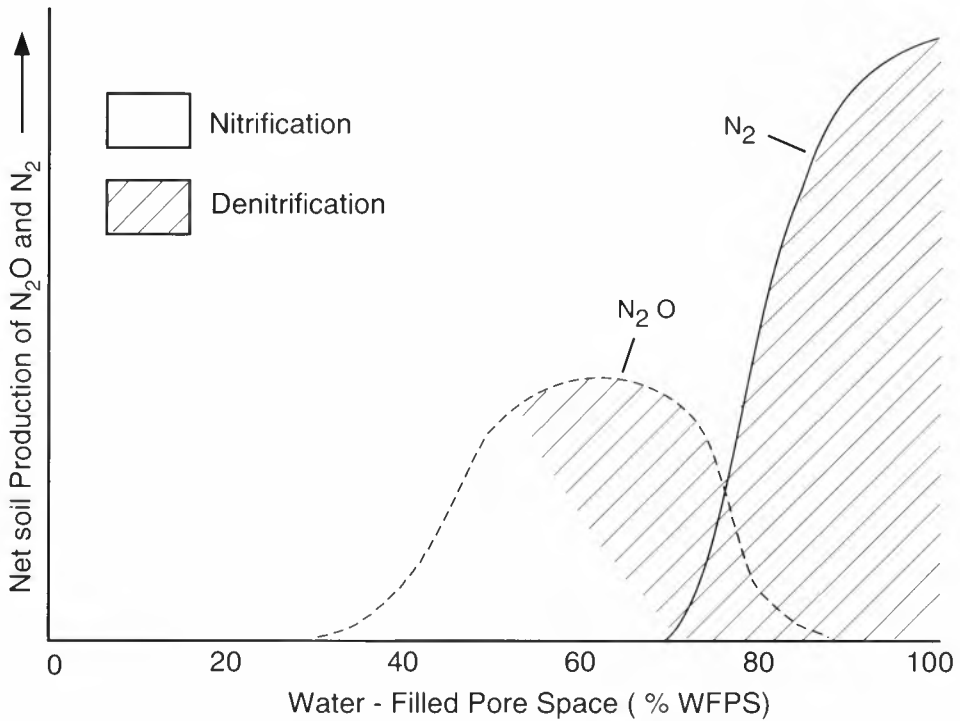 Net soil Production of N2O and N2
Nitrification
Denitrification
N2
N2 O
0 20 40 60 80 100
Water - Filled Pore Space ( % WFPS)